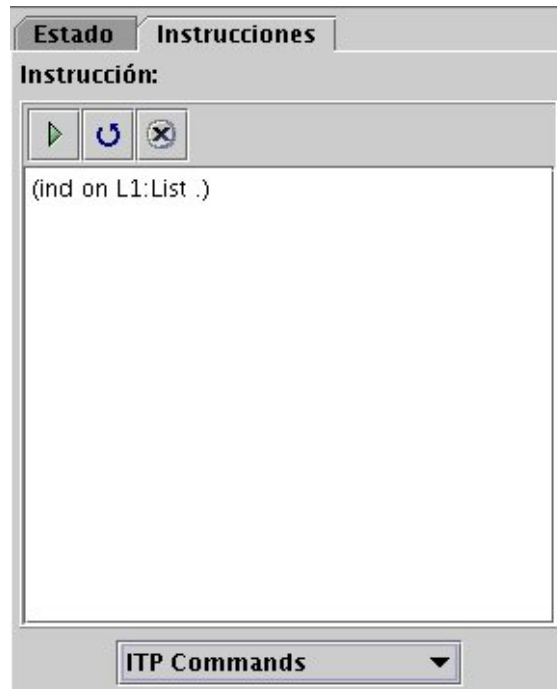 Estado Instrucciones
Instrucción:
(ind on L1:List .)
ITP Commands